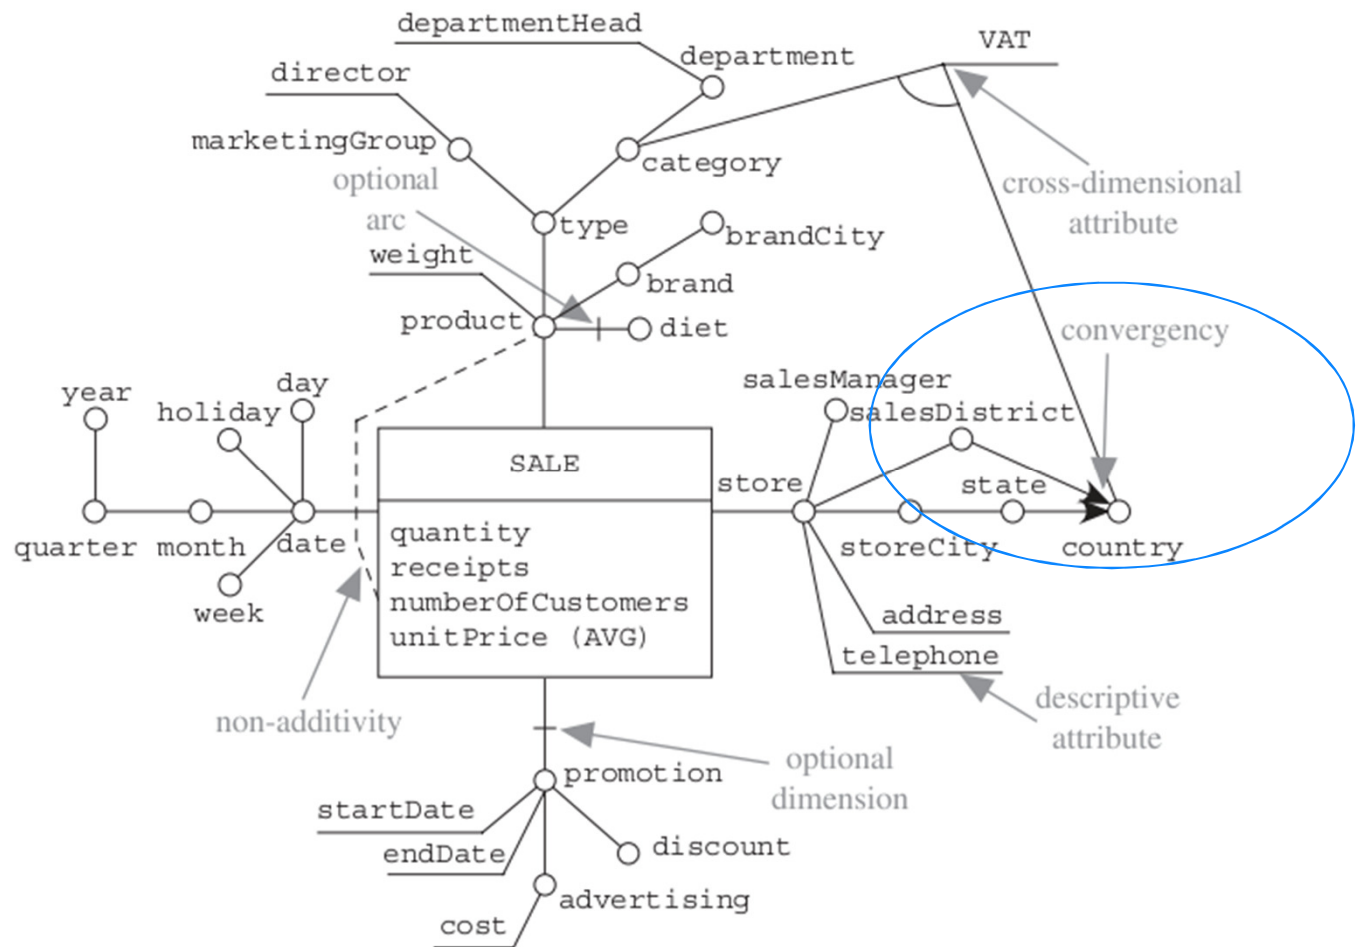 departmentHead
VAT
department
director
marketingGroup
category
optional
arc
cross-dimensional
attribute
type
brandCity
weight
brand
product
diet
convergency
year
day
holiday
salesManager
salesDistrict
SALE
store
state
quantity
quarter
month
date
storeCity
country
receipts
numberOfCustomers
week
address
unitPrice (AVG)
telephone
non-additivity
descriptive
attribute
optional
dimension
promotion
startDate
endDate
discount
advertising
cost